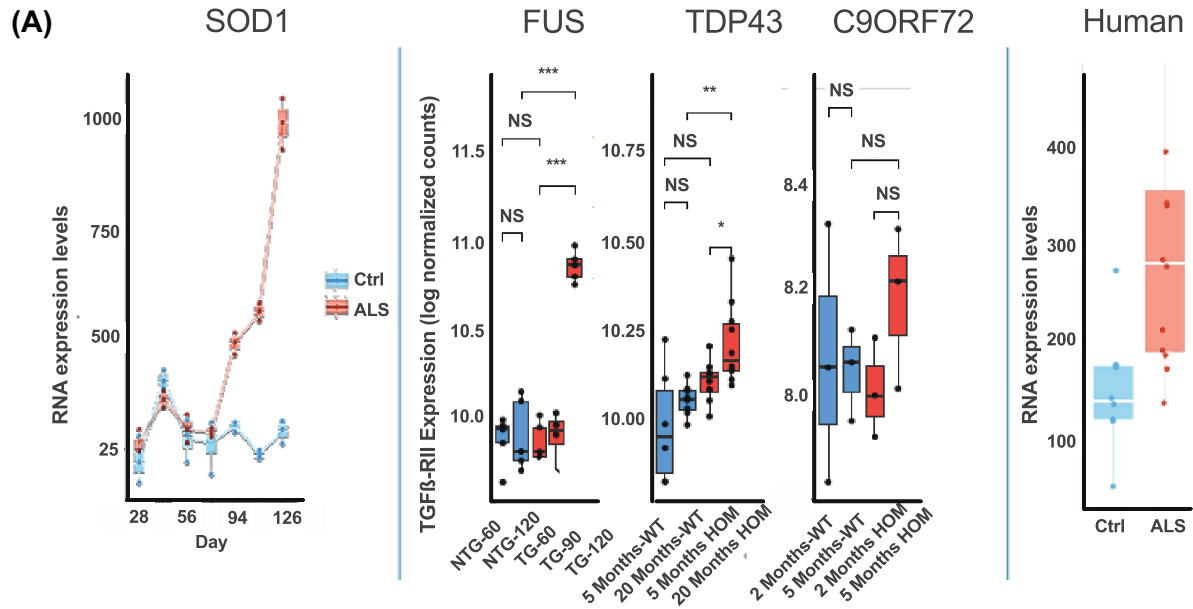 (A)
SOD1
FUS
TDP43
C9ORF72
Human
RNA expression levels
1000
750
500
25
28
56
94
126
Day
Ctrl
ALS
TGFß-RII Expression (log normalized counts)
11.5
11.0
10.5
10.0
***
NS
***
NS
NTG-60
NTG-120
TG-60
TG-90
TG-120
10.75
10.50
10.25
10.00
**
NS
NS
*
5 Months-WT
20 Months-WT
5 Months HOM
20 Months HOM
8.4
8.2
8.0
NS
NS
NS
2 Months-WT
5 Months-WT
2 Months HOM
5 Months HOM
RNA expression levels
400
300
200
100
Ctrl
ALS